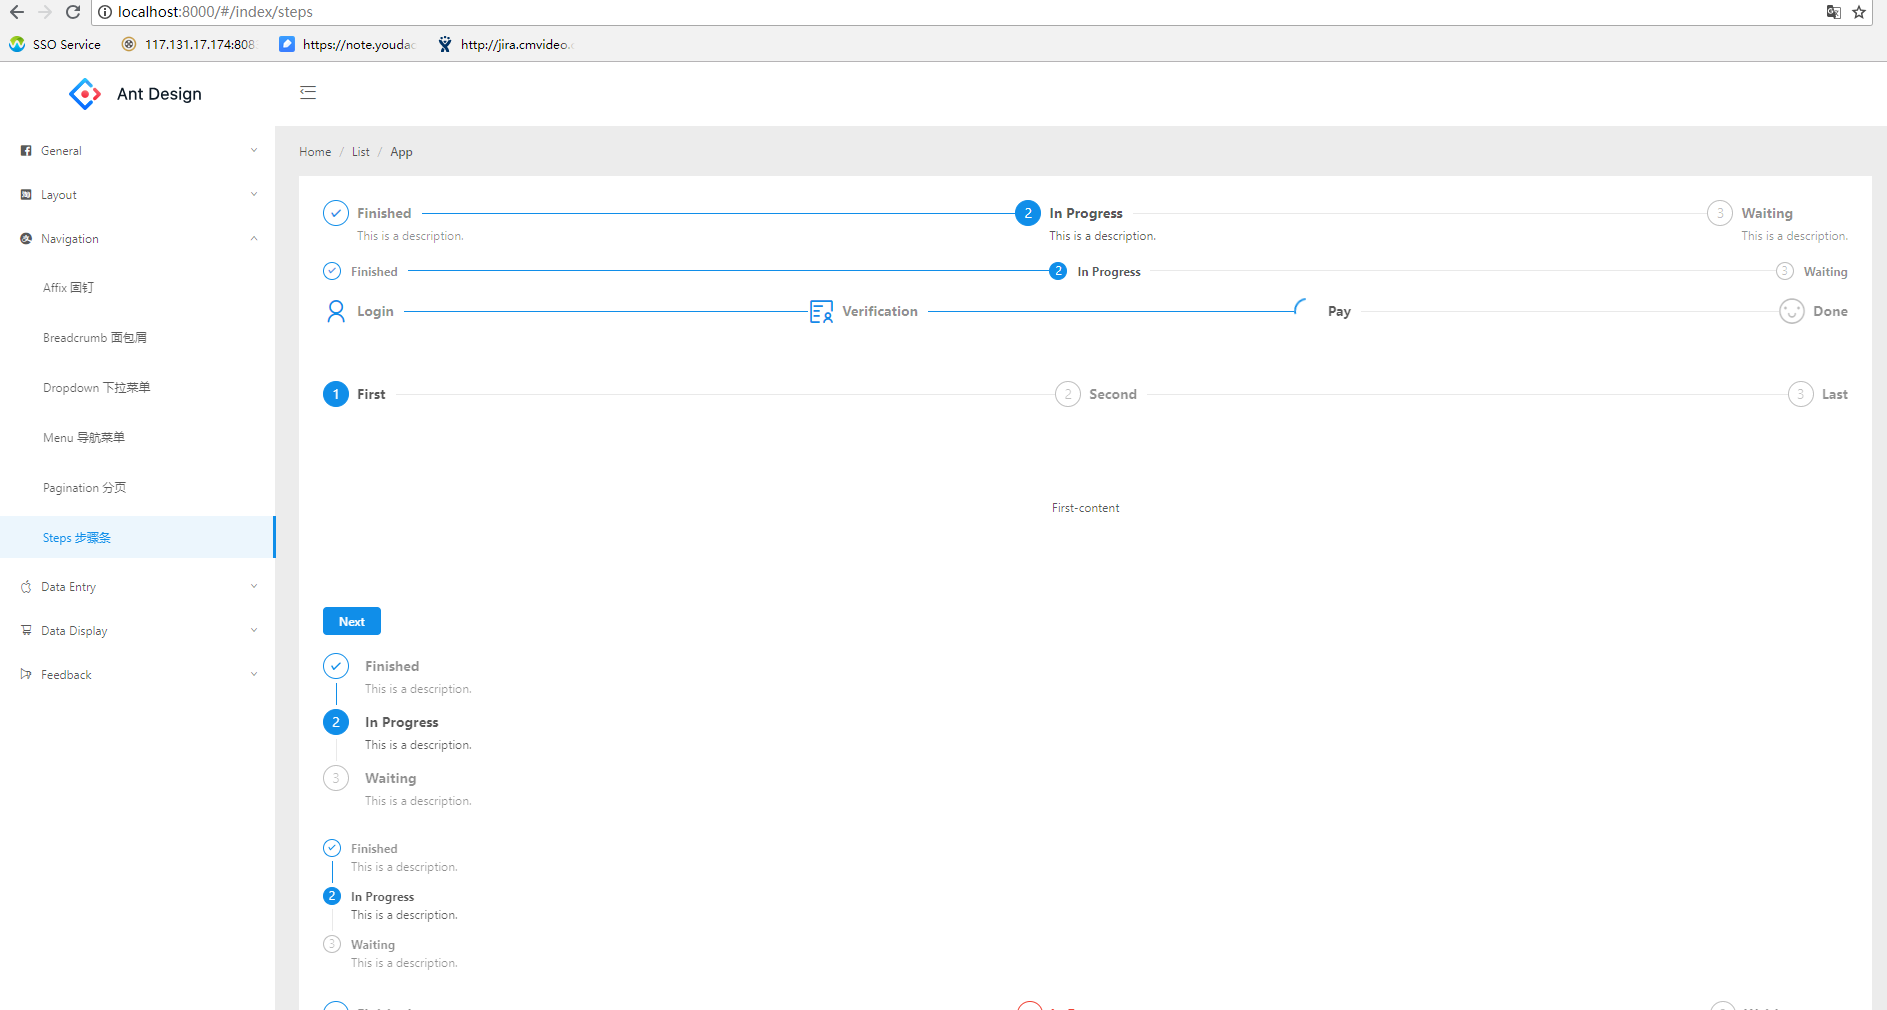 localhost:8000/#/index/steps
SSO Service
117.131.17.174:808
https://note.youdao
http://jira.cmvideo.
Ant Design
General
Layout
Navigation
Affix 固钉
Breadcrumb 面包屑
Dropdown 下拉菜单
Menu 导航菜单
Pagination 分页
Steps 步骤条
Data Entry
Data Display
Feedback
Home / List / App
Finished
2 In Progress
3 Waiting
This is a description.
This is a description.
This is a description.
Finished
2 In Progress
3 Waiting
Login
Verification
Pay
Done
1 First
2 Second
3 Last
First-content
Next
Finished
This is a description.
2 In Progress
This is a description.
3 Waiting
This is a description.
Finished
This is a description.
2 In Progress
This is a description.
3 Waiting
This is a description.